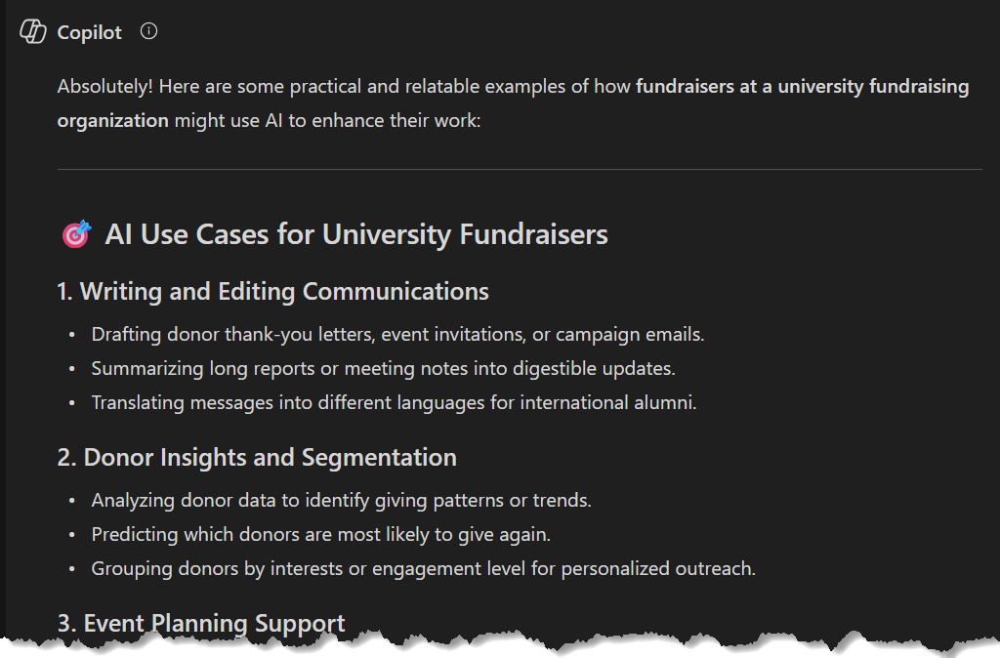 Copilot
Absolutely! Here are some practical and relatable examples of how fundraisers at a university fundraising
organization might use AI to enhance their work:
AI Use Cases for University Fundraisers
1. Writing and Editing Communications
• Drafting donor thank-you letters, event invitations, or campaign emails.
• Summarizing long reports or meeting notes into digestible updates.
• Translating messages into different languages for international alumni.
2. Donor Insights and Segmentation
• Analyzing donor data to identify giving patterns or trends.
• Predicting which donors are most likely to give again.
• Grouping donors by interests or engagement level for personalized outreach.
3. Event Planning Support